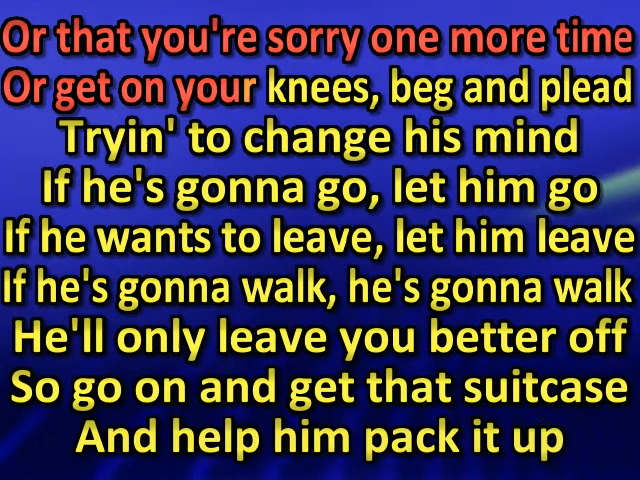 Or that you're sorry one more time
Or get on your knees, beg and plead
Tryin' to change his mind
If he's gonna go, let him go
If he wants to leave, let him leave
If he's gonna walk, he's gonna walk
He'll only leave you better off
So go on and get that suitcase
And help him pack it up